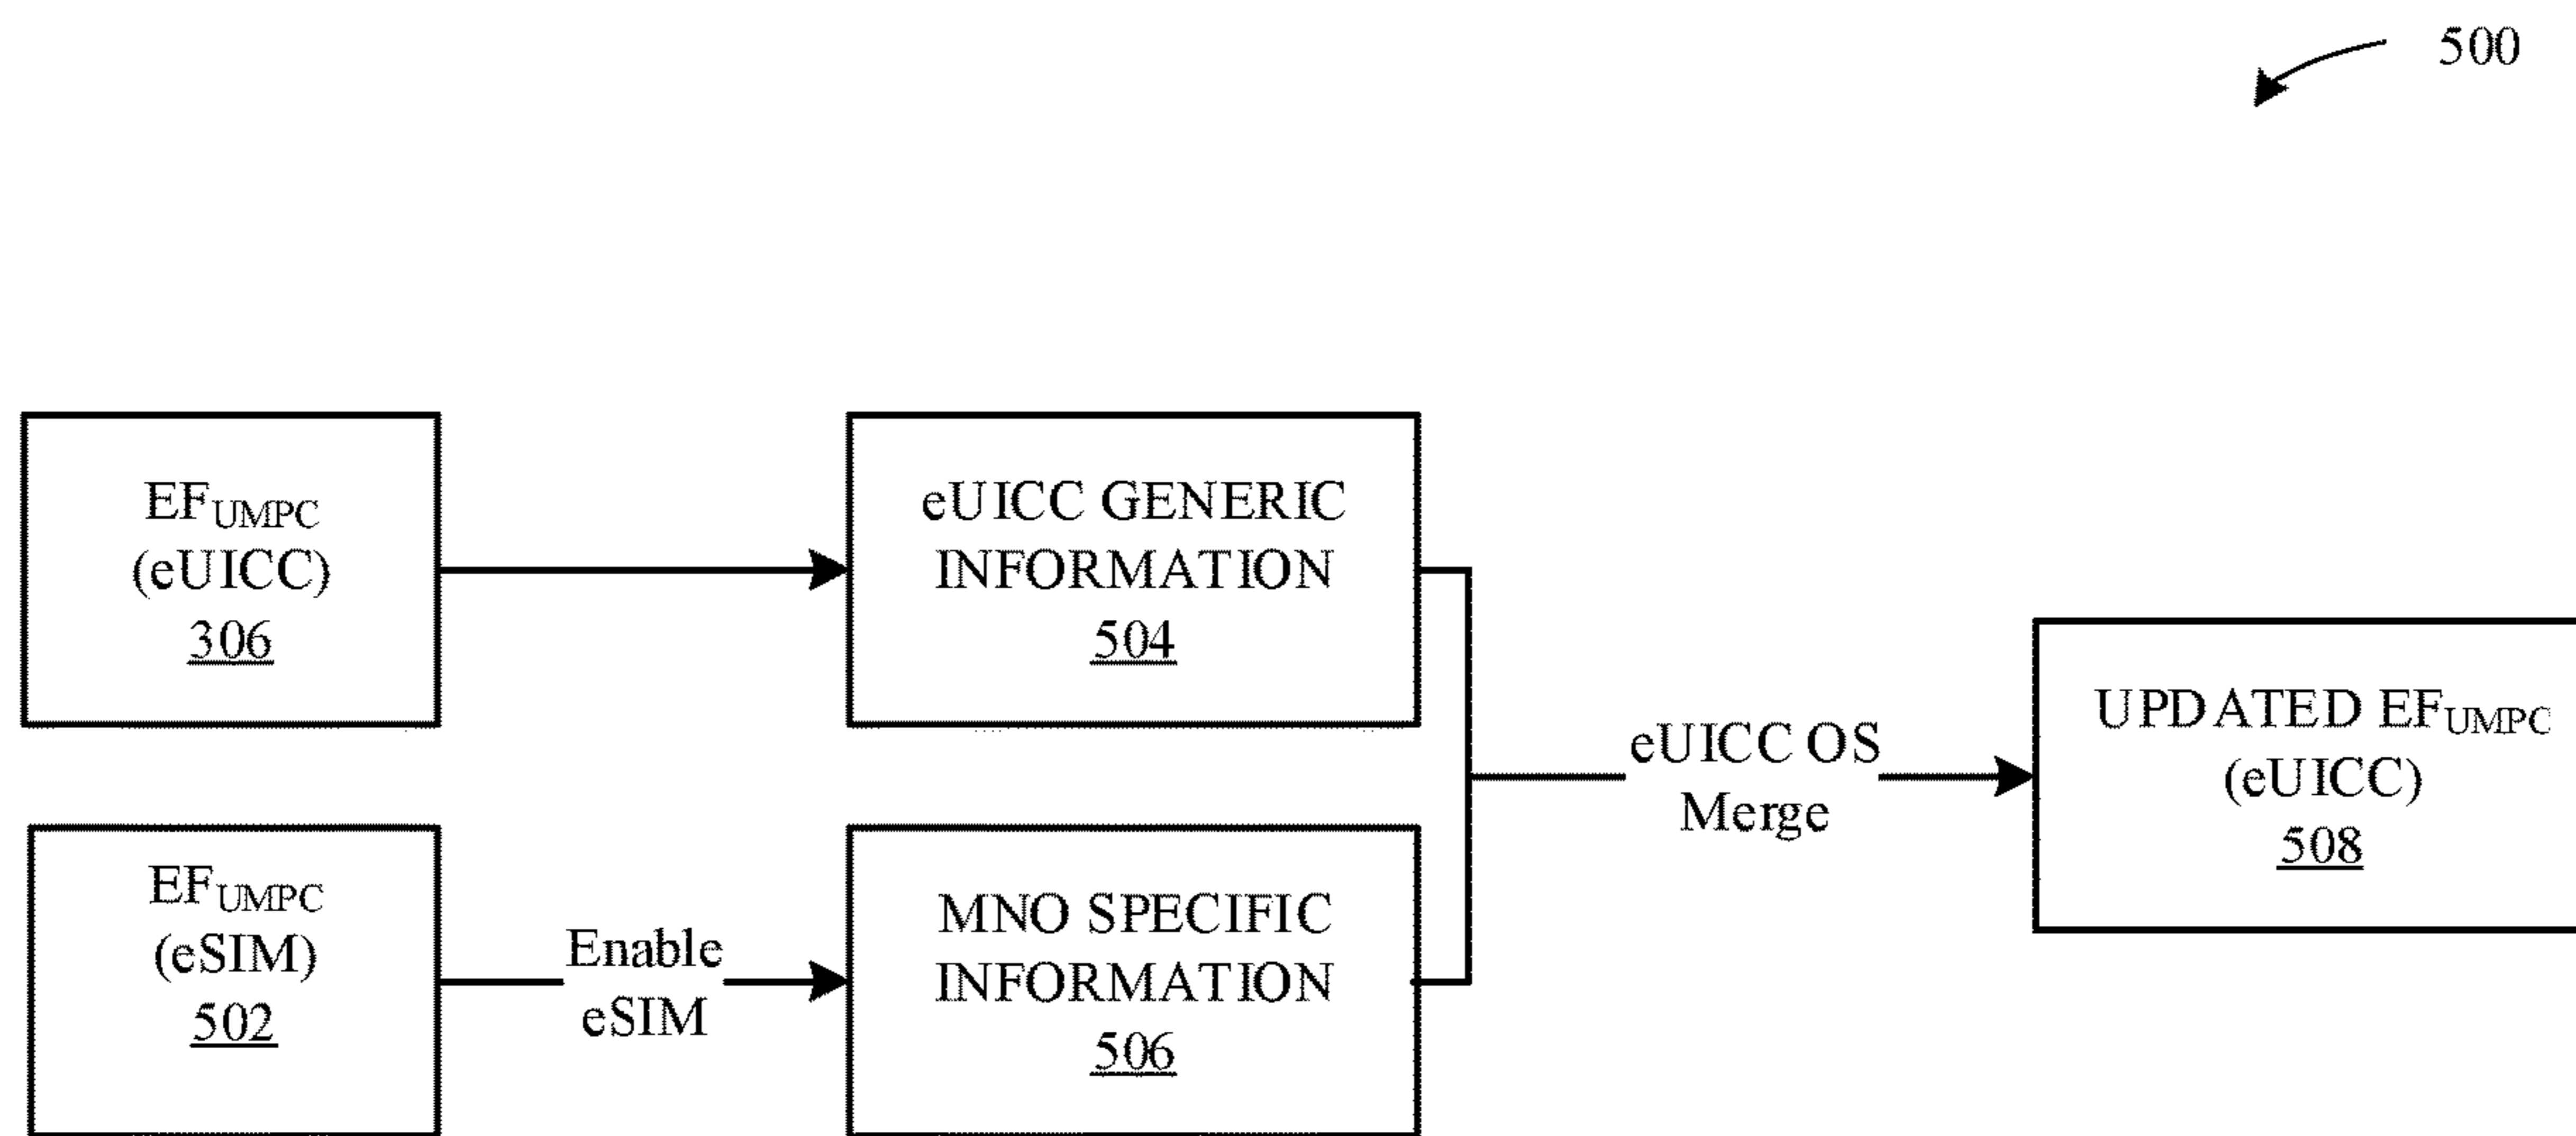 500
EFUMPC
(eUICC)
306
eUICC GENERIC
INFORMATION
504
EFUMPC
(eSIM)
502
Enable
eSIM
MNO SPECIFIC
INFORMATION
506
eUICC OS
Merge
UPDATED EFUMPC
(eUICC)
508